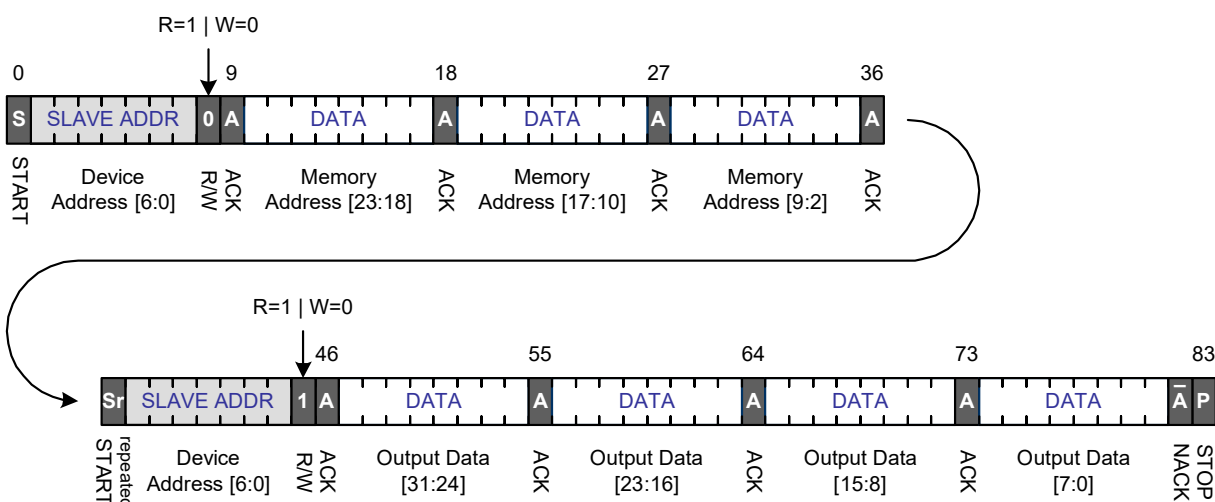 R=1 | W=0
0 9 18 27 36
S SLAVE ADDR 0 A DATA A DATA A DATA A
START Device Address [6:0] R/W ACK Memory Address [23:18] ACK Memory Address [17:10] ACK Memory Address [9:2] ACK
R=1 | W=0
46 55 64 73 83
Sr SLAVE ADDR 1 A DATA A DATA A DATA A DATA A̅ P
repeated START Device Address [6:0] R/W ACK Output Data [31:24] ACK Output Data [23:16] ACK Output Data [15:8] ACK Output Data [7:0] NACK STOP